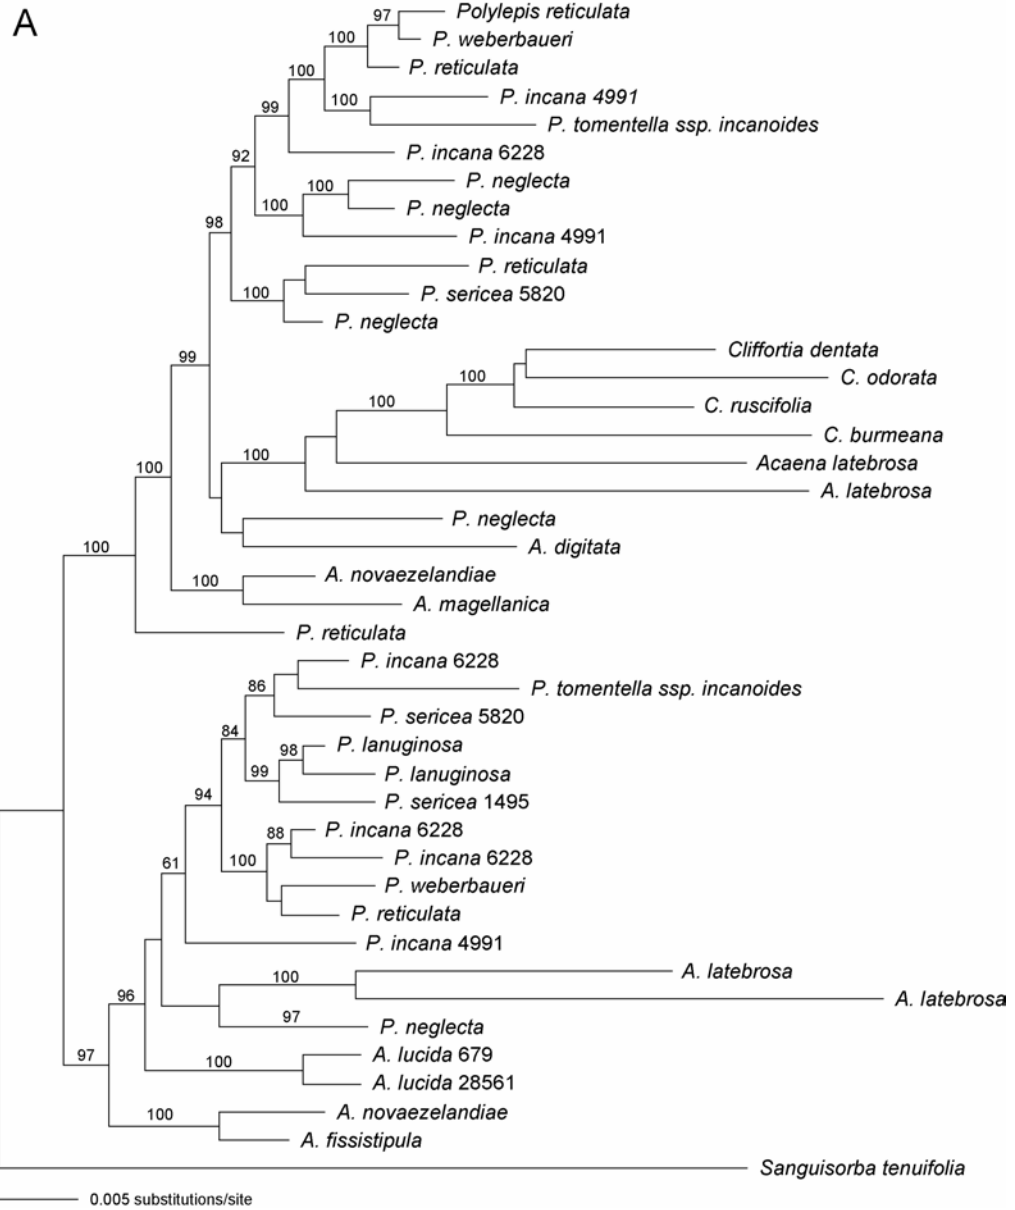 A
Polylepis reticulata
97
P. weberbaueri
100
P. reticulata
100
P. incana 4991
100
99
P. tomentella ssp. incanoides
P. incana 6228
92
P. neglecta
100
P. neglecta
100
98
P. incana 4991
P. reticulata
P. sericea 5820
100
P. neglecta
Cliffortia dentata
99
C. odorata
100
C. ruscifolia
100
C. burmeana
100
Acaena latebrosa
100
A. latebrosa
P. neglecta
A. digitata
100
A. novaezelandiae
100
A. magellanica
P. reticulata
P. incana 6228
86
P. tomentella ssp. incanoides
P. sericea 5820
84
P. lanuginosa
98
P. lanuginosa
99
P. sericea 1495
94
P. incana 6228
88
P. incana 6228
100
61
P. weberbaueri
P. reticulata
P. incana 4991
A. latebrosa
100
A. latebrosa
96
97
P. neglecta
A. lucida 679
97
100
A. lucida 28561
A. novaezelandiae
100
A. fissistipula
Sanguisorba tenuifolia
0.005 substitutions/site